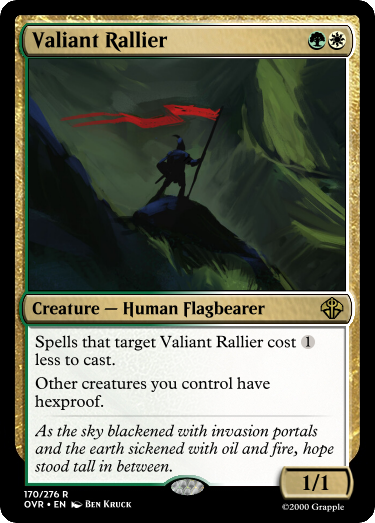 Valiant Rallier
Creature — Human Flagbearer
Spells that target Valiant Rallier cost 1
less to cast.
Other creatures you control have
hexproof.
As the sky blackened with invasion portals
and the earth sickened with oil and fire, hope
stood tall in between.
1/1
170/276 R
OVR • EN Ben Kruck
©2000 Grapple